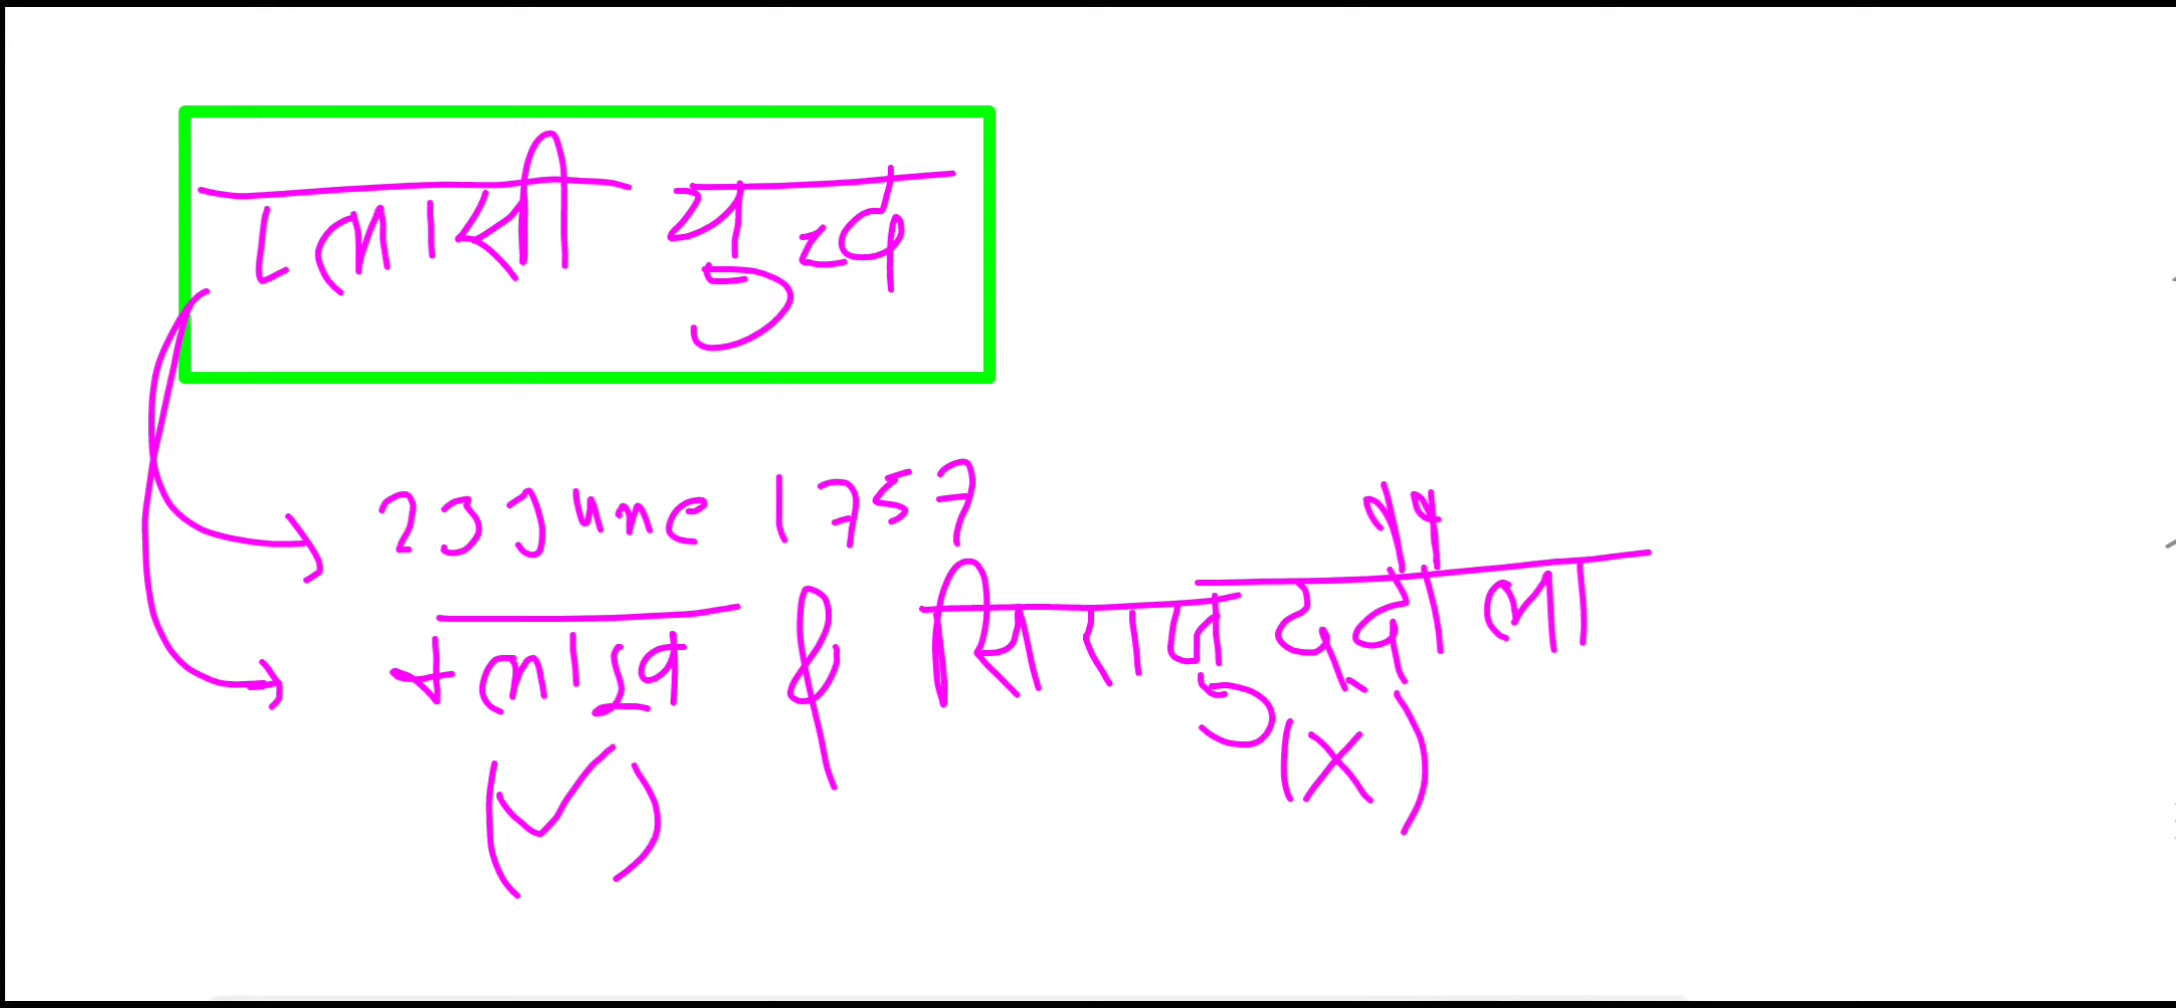 प्लासी युध्द
23 June 1757
क्लाइव & सिराजुद्दौला
(✓) (X)